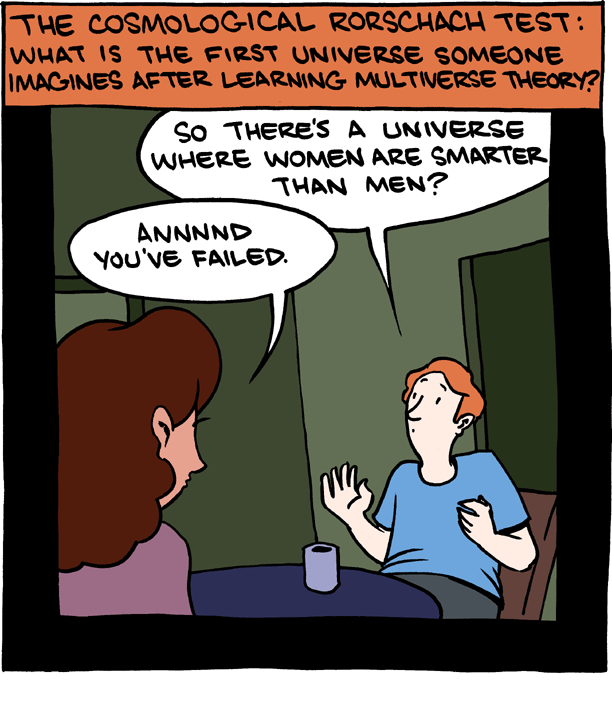 THE COSMOLOGICAL RORSCHACH TEST:
WHAT IS THE FIRST UNIVERSE SOMEONE
IMAGINES AFTER LEARNING MULTIVERSE THEORY?
SO THERE'S A UNIVERSE
WHERE WOMEN ARE SMARTER
THAN MEN?
ANNNND
YOU'VE FAILED.